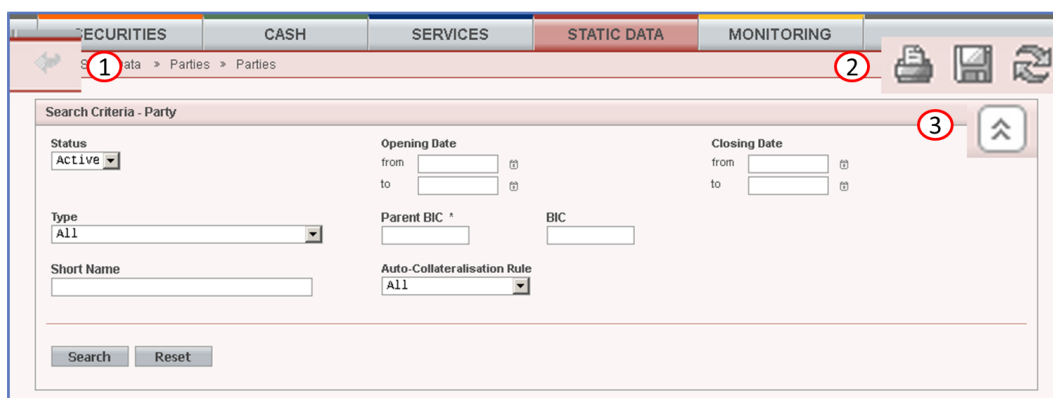 ECURITIES CASH SERVICES STATIC DATA MONITORING
1 S ata » Parties » Parties 2
Search Criteria - Party 3
Status Opening Date Closing Date
Active from from
to to
Type Parent BIC * BIC
All
Short Name Auto-Collateralisation Rule
All
Search Reset